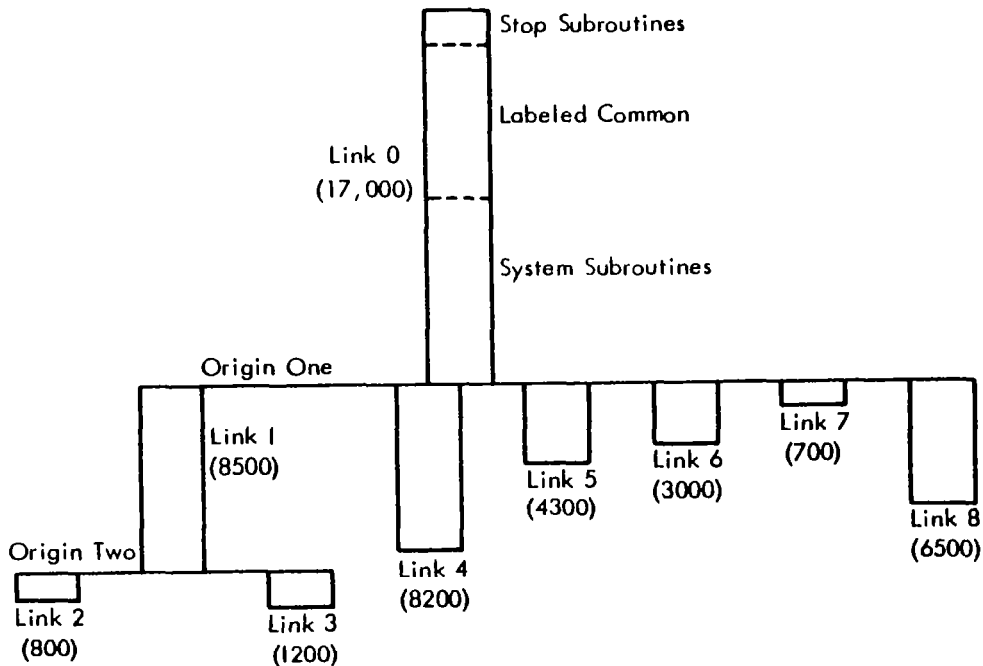 Stop Subroutines
Labeled Common
Link 0
(17,000)
System Subroutines
Origin One
Link 1
(8500)
Link 7
(700)
Link 6
(3000)
Link 5
(4300)
Link 8
(6500)
Origin Two
Link 4
(8200)
Link 2
(800)
Link 3
(1200)